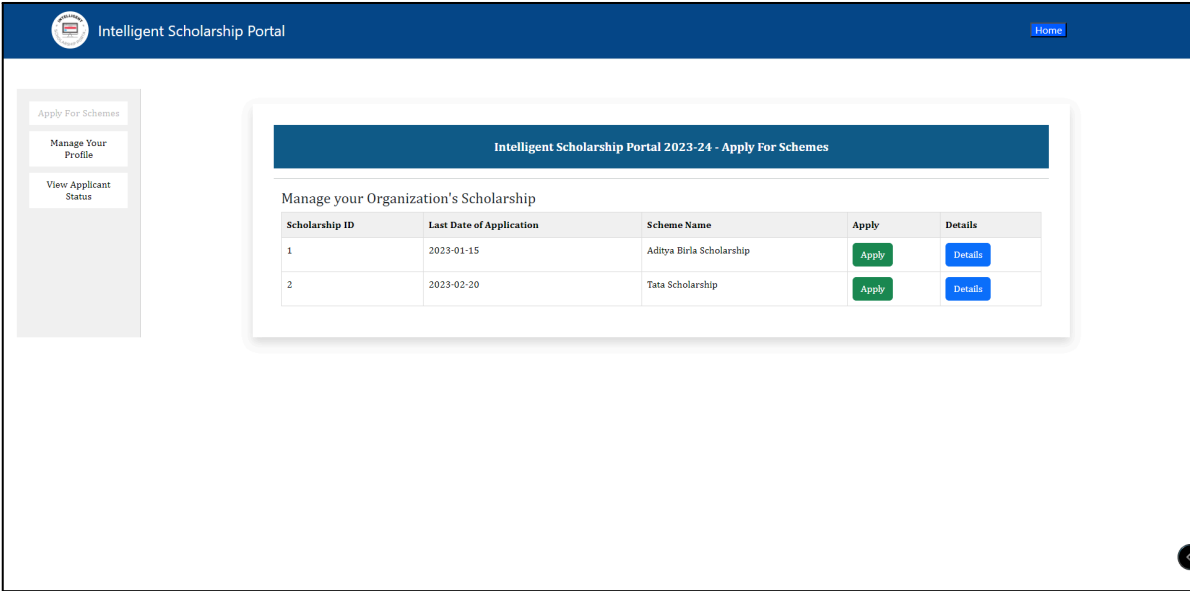 INTELLIGENT
Intelligent Scholarship Portal
Home
Apply For Schemes
Manage Your
Profile
View Applicant
Status
Intelligent Scholarship Portal 2023-24 - Apply For Schemes
Manage your Organization's Scholarship
Scholarship ID Last Date of Application Scheme Name Apply Details
1 2023-01-15 Aditya Birla Scholarship Apply Details
2 2023-02-20 Tata Scholarship Apply Details